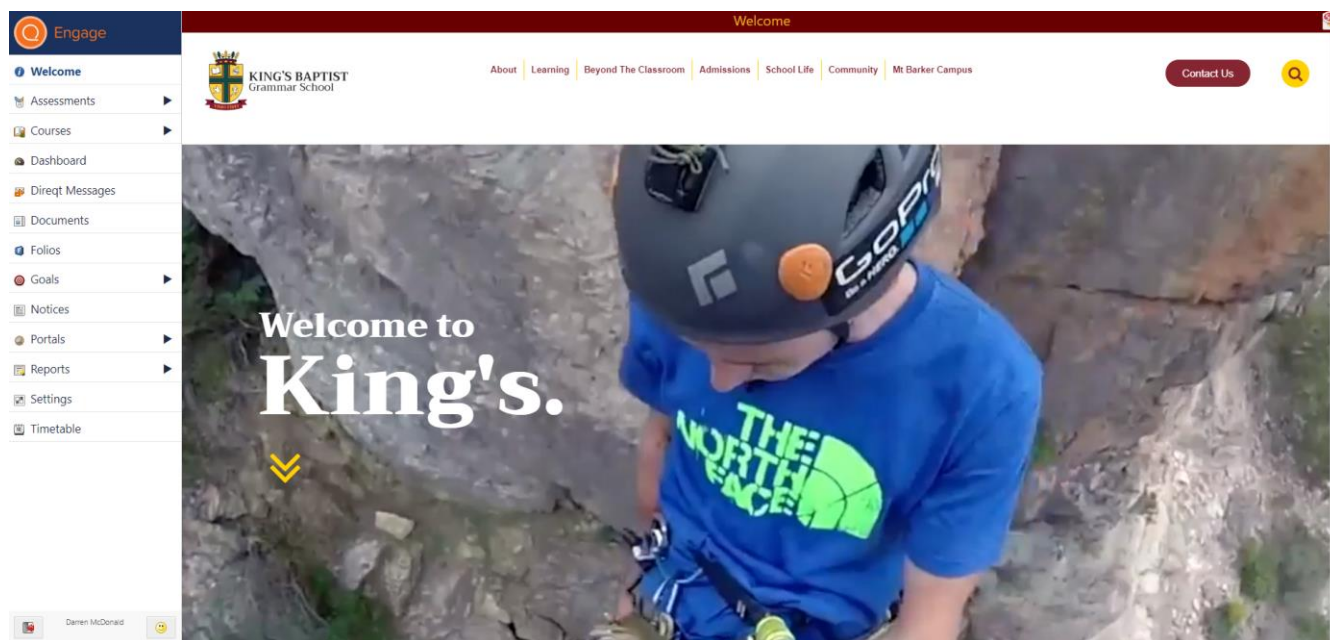 Engage
Welcome
Assessments
Courses
Dashboard
Direqt Messages
Documents
Folios
Goals
Notices
Portals
Reports
Settings
Timetable
Darren McDonald
Welcome
KING'S BAPTIST
Grammar School
About Learning Beyond The Classroom Admissions School Life Community Mt Barker Campus
Contact Us
Welcome to
King's.
GoPro
Be a HERO
THE
NORTH
FACE